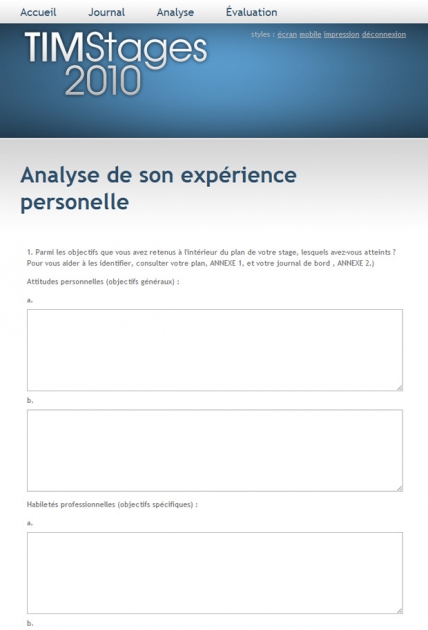 Accueil Journal Analyse Évaluation
styles : écran mobile impression déconnexion
TIMStages
2010
Analyse de son expérience
personelle
1. Parmi les objectifs que vous avez retenus à l'intérieur du plan de votre stage, lesquels avez-vous atteints ?
Pour vous aider à les identifier, consulter votre plan, ANNEXE 1, et votre journal de bord , ANNEXE 2.)
Attitudes personnelles (objectifs généraux) :
a.
b.
Habiletés professionnelles (objectifs spécifiques) :
a.
b.